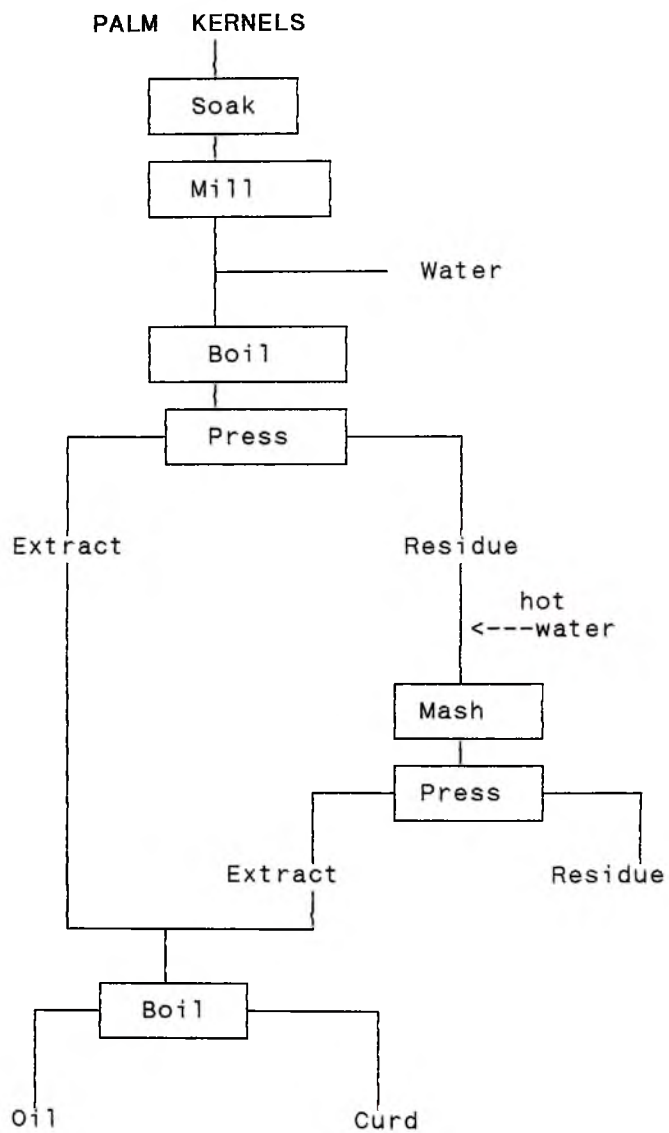 PALM KERNELS
Soak
Mill
Water
Boil
Press
Extract
Residue
hot
<---water
Mash
Press
Extract
Residue
Boil
Oil
Curd